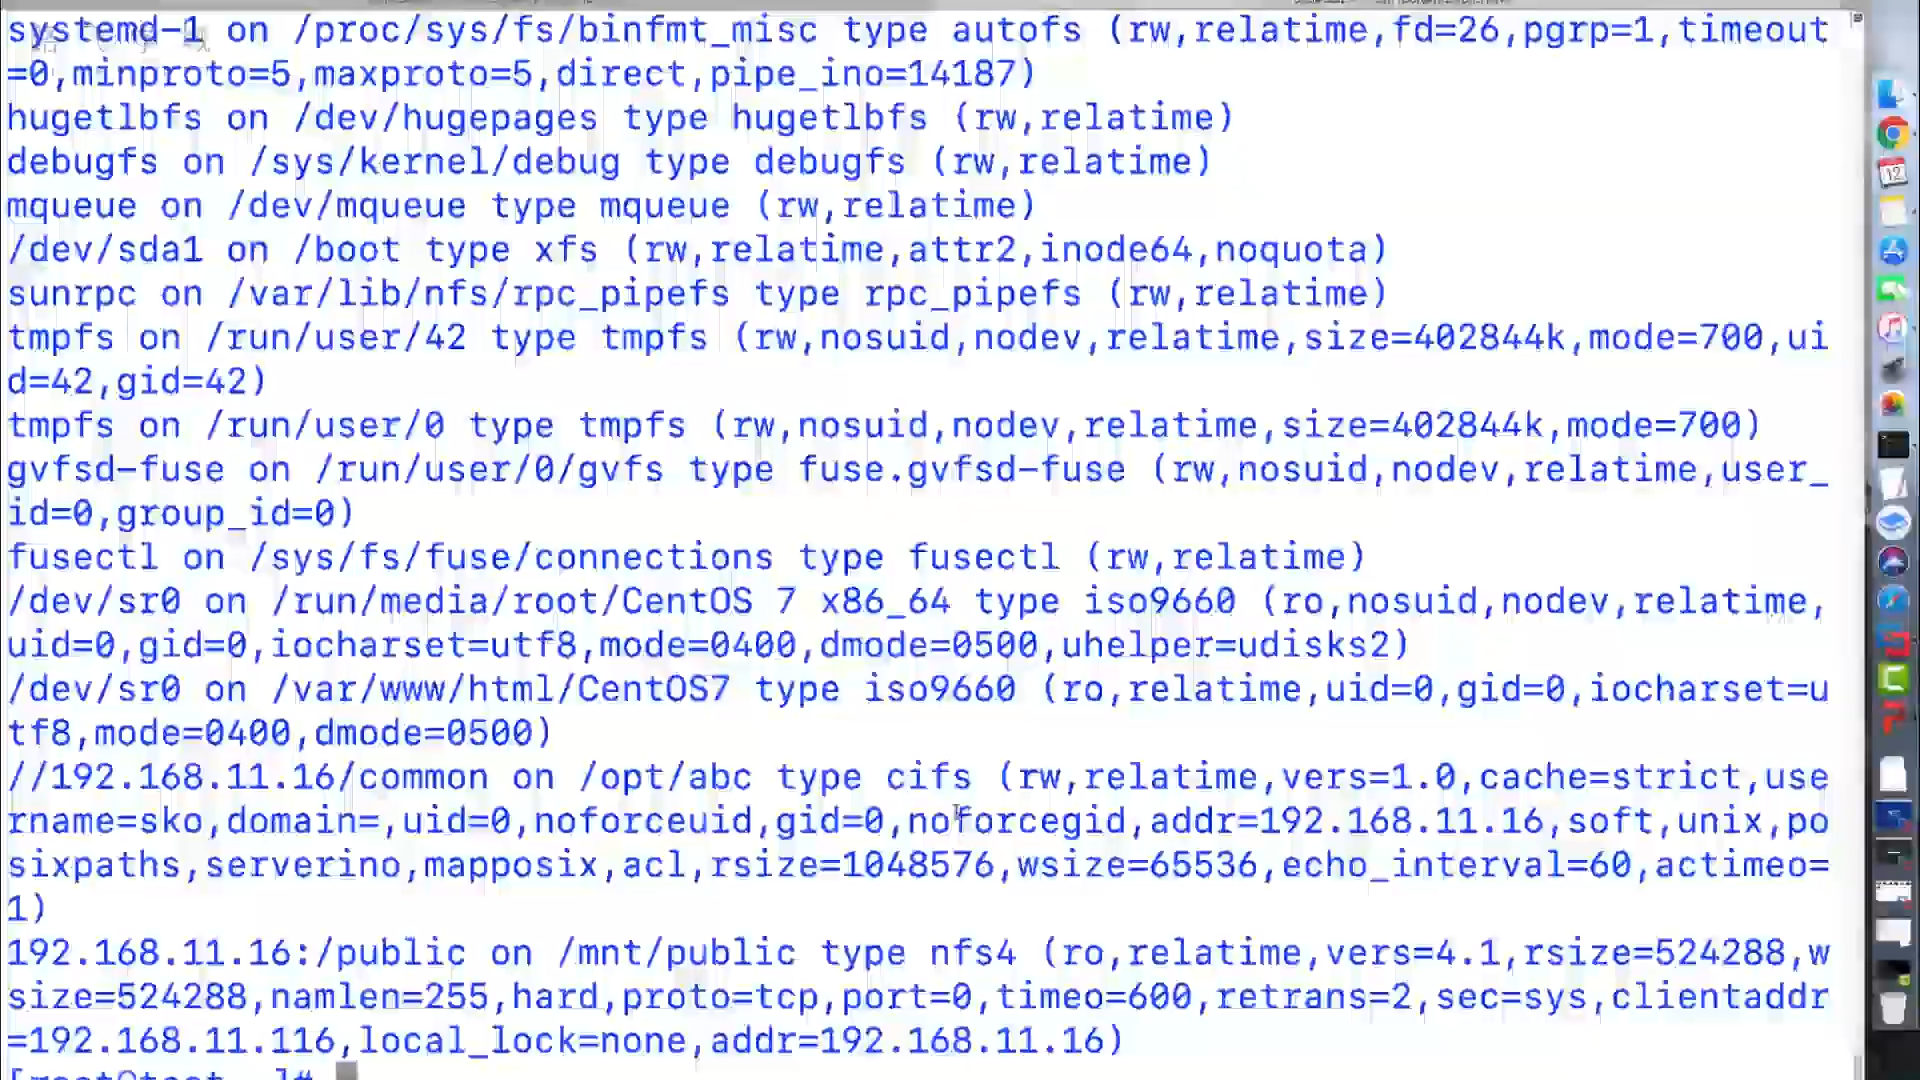 systemd-1 on /proc/sys/fs/binfmt_misc type autofs (rw,relatime,fd=26,pgrp=1,timeout
=0,minproto=5,maxproto=5,direct,pipe_ino=14187)
hugetlbfs on /dev/hugepages type hugetlbfs (rw,relatime)
debugfs on /sys/kernel/debug type debugfs (rw,relatime)
mqueue on /dev/mqueue type mqueue (rw,relatime)
/dev/sda1 on /boot type xfs (rw,relatime,attr2,inode64,noquota)
sunrpc on /var/lib/nfs/rpc_pipefs type rpc_pipefs (rw,relatime)
tmpfs on /run/user/42 type tmpfs (rw,nosuid,nodev,relatime,size=402844k,mode=700,ui
d=42,gid=42)
tmpfs on /run/user/0 type tmpfs (rw,nosuid,nodev,relatime,size=402844k,mode=700)
gvfsd-fuse on /run/user/0/gvfs type fuse.gvfsd-fuse (rw,nosuid,nodev,relatime,user_
id=0,group_id=0)
fusectl on /sys/fs/fuse/connections type fusectl (rw,relatime)
/dev/sr0 on /run/media/root/CentOS 7 x86_64 type iso9660 (ro,nosuid,nodev,relatime,
uid=0,gid=0,iocharset=utf8,mode=0400,dmode=0500,uhelper=udisks2)
/dev/sr0 on /var/www/html/CentOS7 type iso9660 (ro,relatime,uid=0,gid=0,iocharset=u
tf8,mode=0400,dmode=0500)
//192.168.11.16/common on /opt/abc type cifs (rw,relatime,vers=1.0,cache=strict,use
rname=sko,domain=,uid=0,noforceuid,gid=0,noforcegid,addr=192.168.11.16,soft,unix,po
sixpaths,serverino,mapposix,acl,rsize=1048576,wsize=65536,echo_interval=60,actimeo=
1)
192.168.11.16:/public on /mnt/public type nfs4 (ro,relatime,vers=4.1,rsize=524288,w
size=524288,namlen=255,hard,proto=tcp,port=0,timeo=600,retrans=2,sec=sys,clientaddr
=192.168.11.116,local_lock=none,addr=192.168.11.16)
12